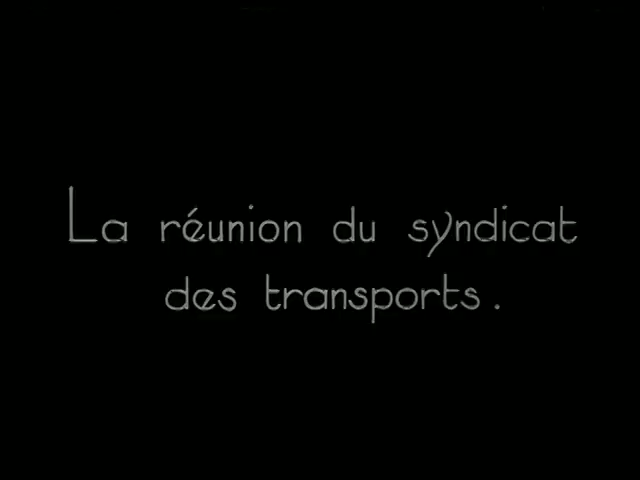 La réunion du syndicat
des transports.